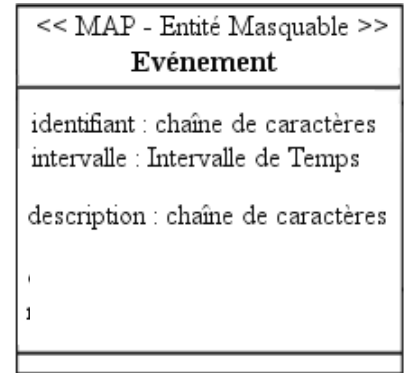 << MAP - Entité Masquable >>
Evénement
identifiant : chaîne de caractères
intervalle : Intervalle de Temps
description : chaîne de caractères